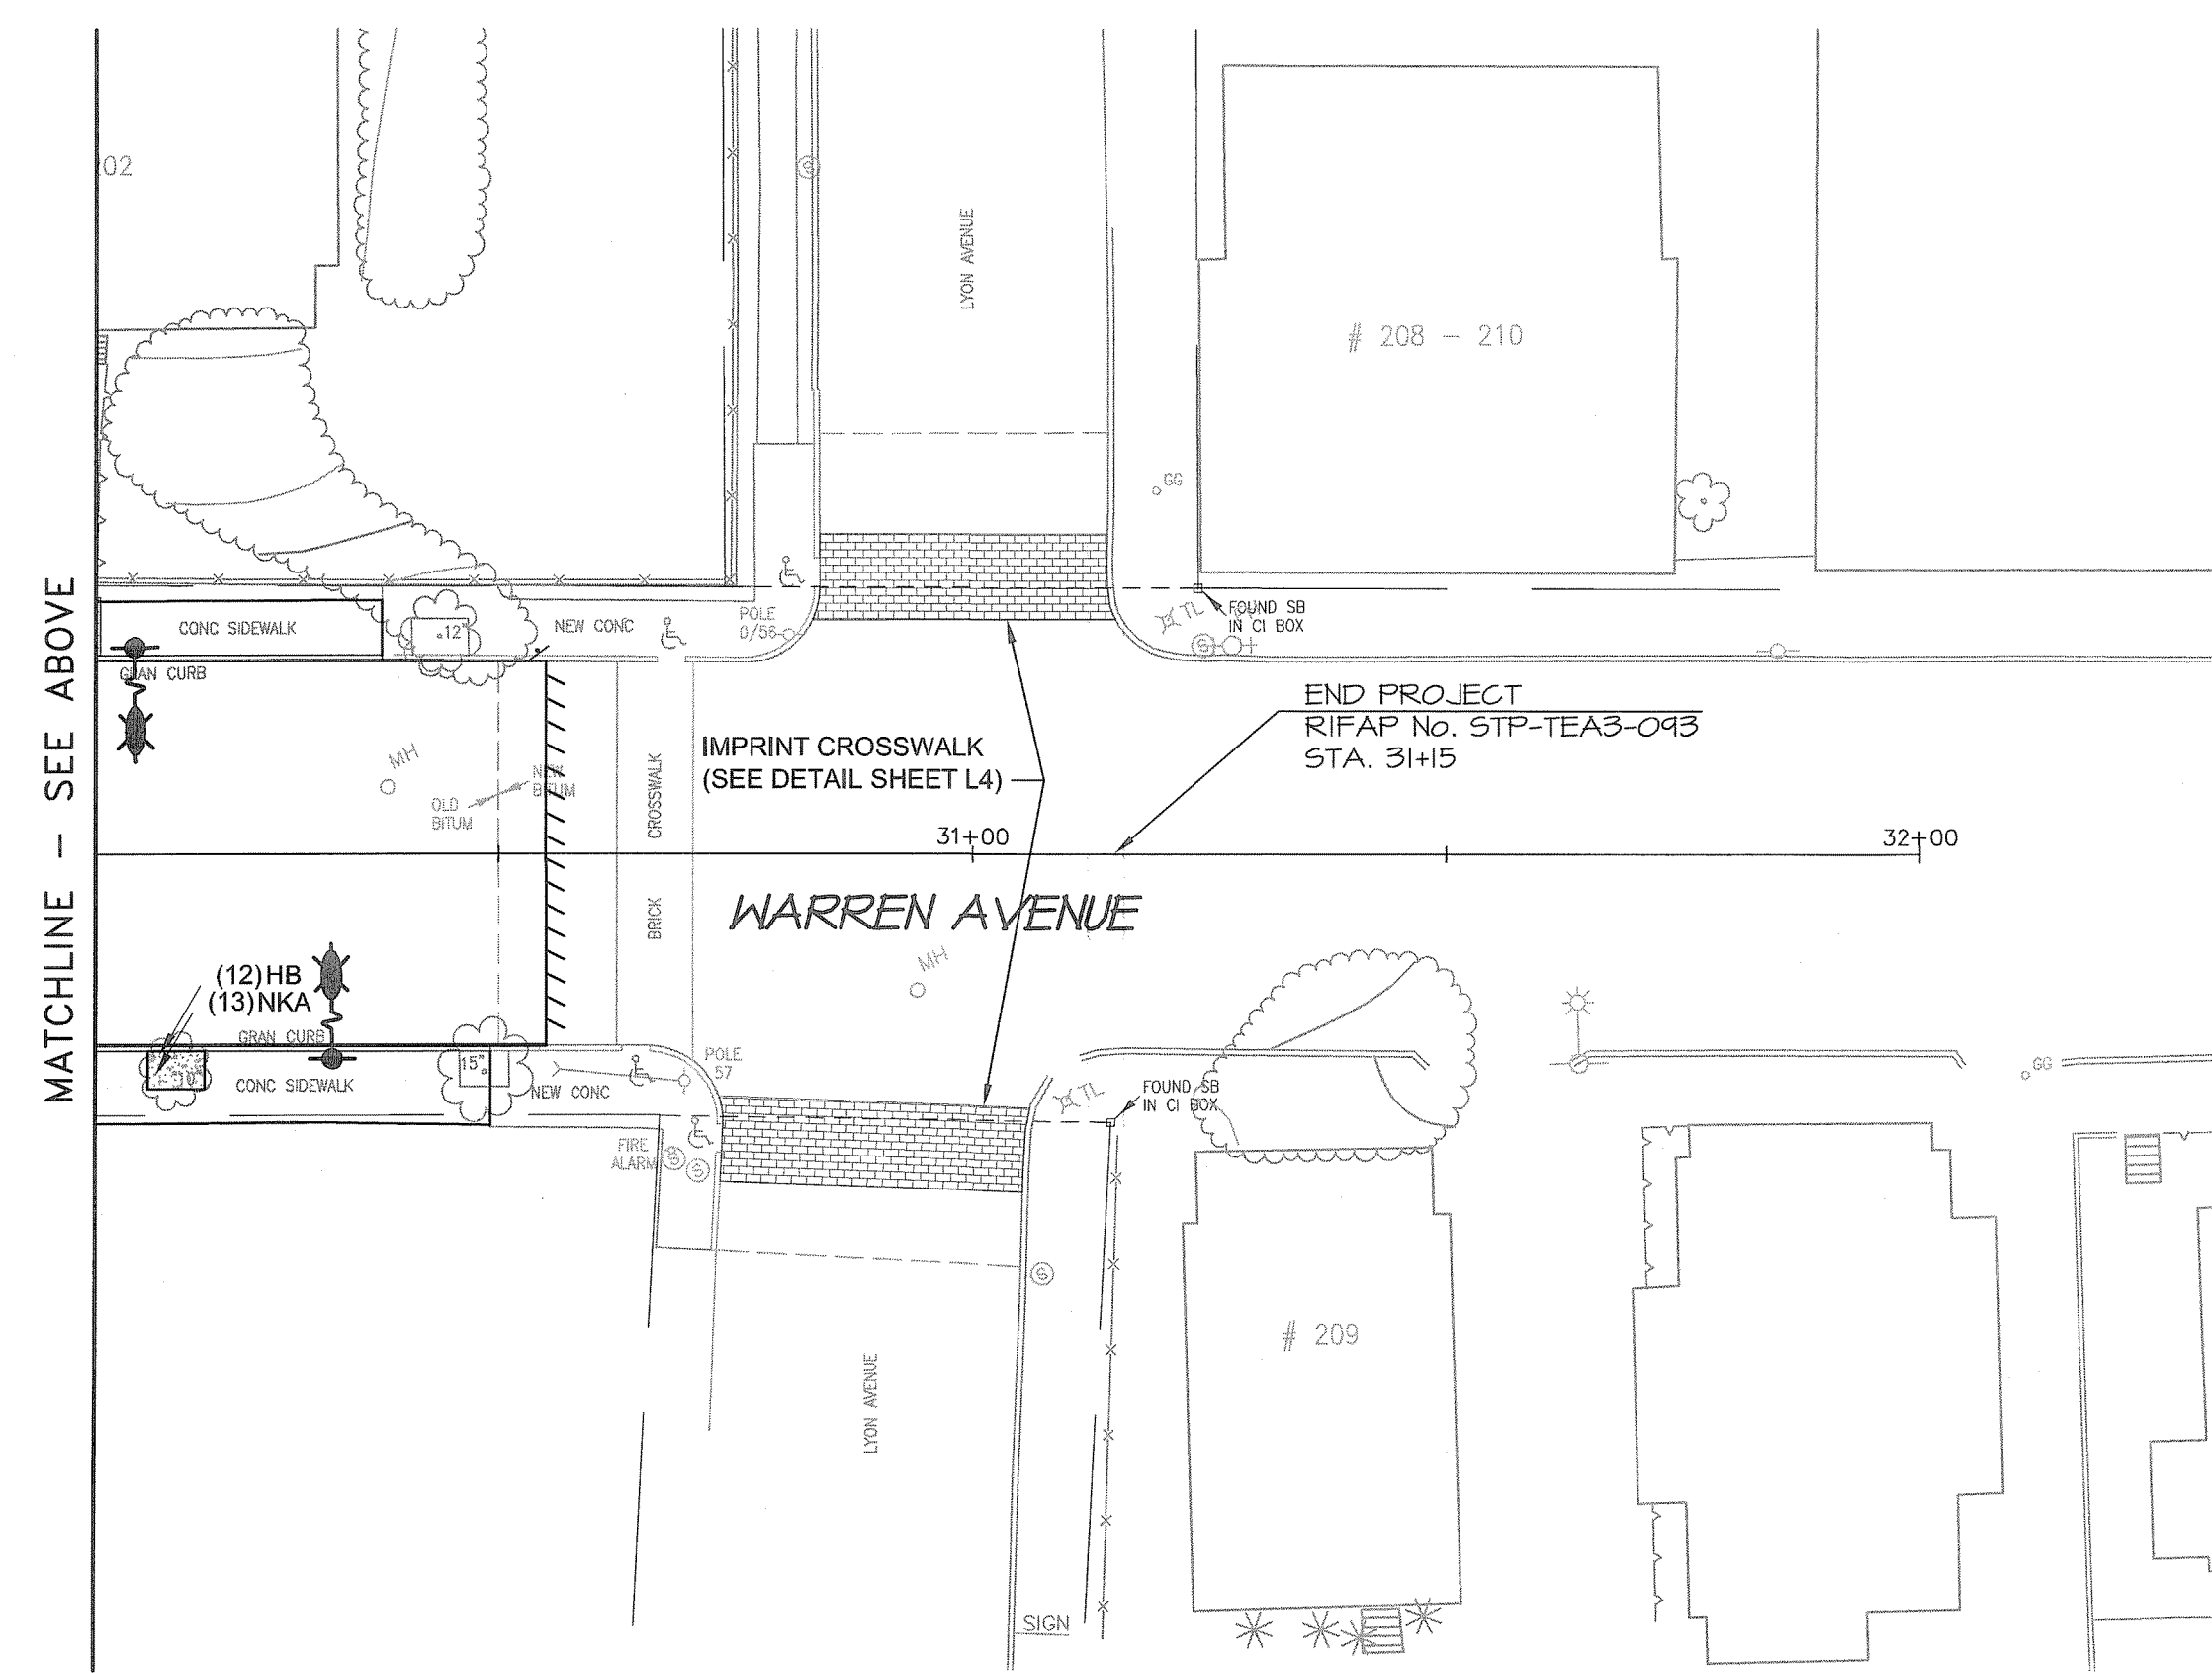 02
LYON AVENUE
# 208 - 210
GG
MATCHLINE - SEE ABOVE
CONC SIDEWALK
12"
NEW CONC
POLE
0/56
TL
FOUND SB
IN CI BOX
S
GRAN CURB
MH
OLD
BITUM
NEW
BITUM
BRICK CROSSWALK
IMPRINT CROSSWALK
(SEE DETAIL SHEET L4)
END PROJECT
RIFAP No. STP-TEA3-093
STA. 31+15
31+00
32+00
WARREN AVENUE
MH
(12)HB
(13)NKA
GRAN CURB
CONC SIDEWALK
15"
NEW CONC
POLE
57
TL
FOUND SB
IN CI BOX
GG
FIRE
ALARM
S
S
S
# 209
LYON AVENUE
SIGN